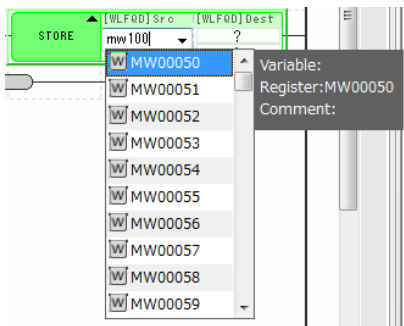 [WLFQD]Src [WLFQD]Dest
STORE mw100 ?
MW00050
MW00051
MW00052
MW00053
MW00054
MW00055
MW00056
MW00057
MW00058
MW00059
Variable:
Register:MW00050
Comment: